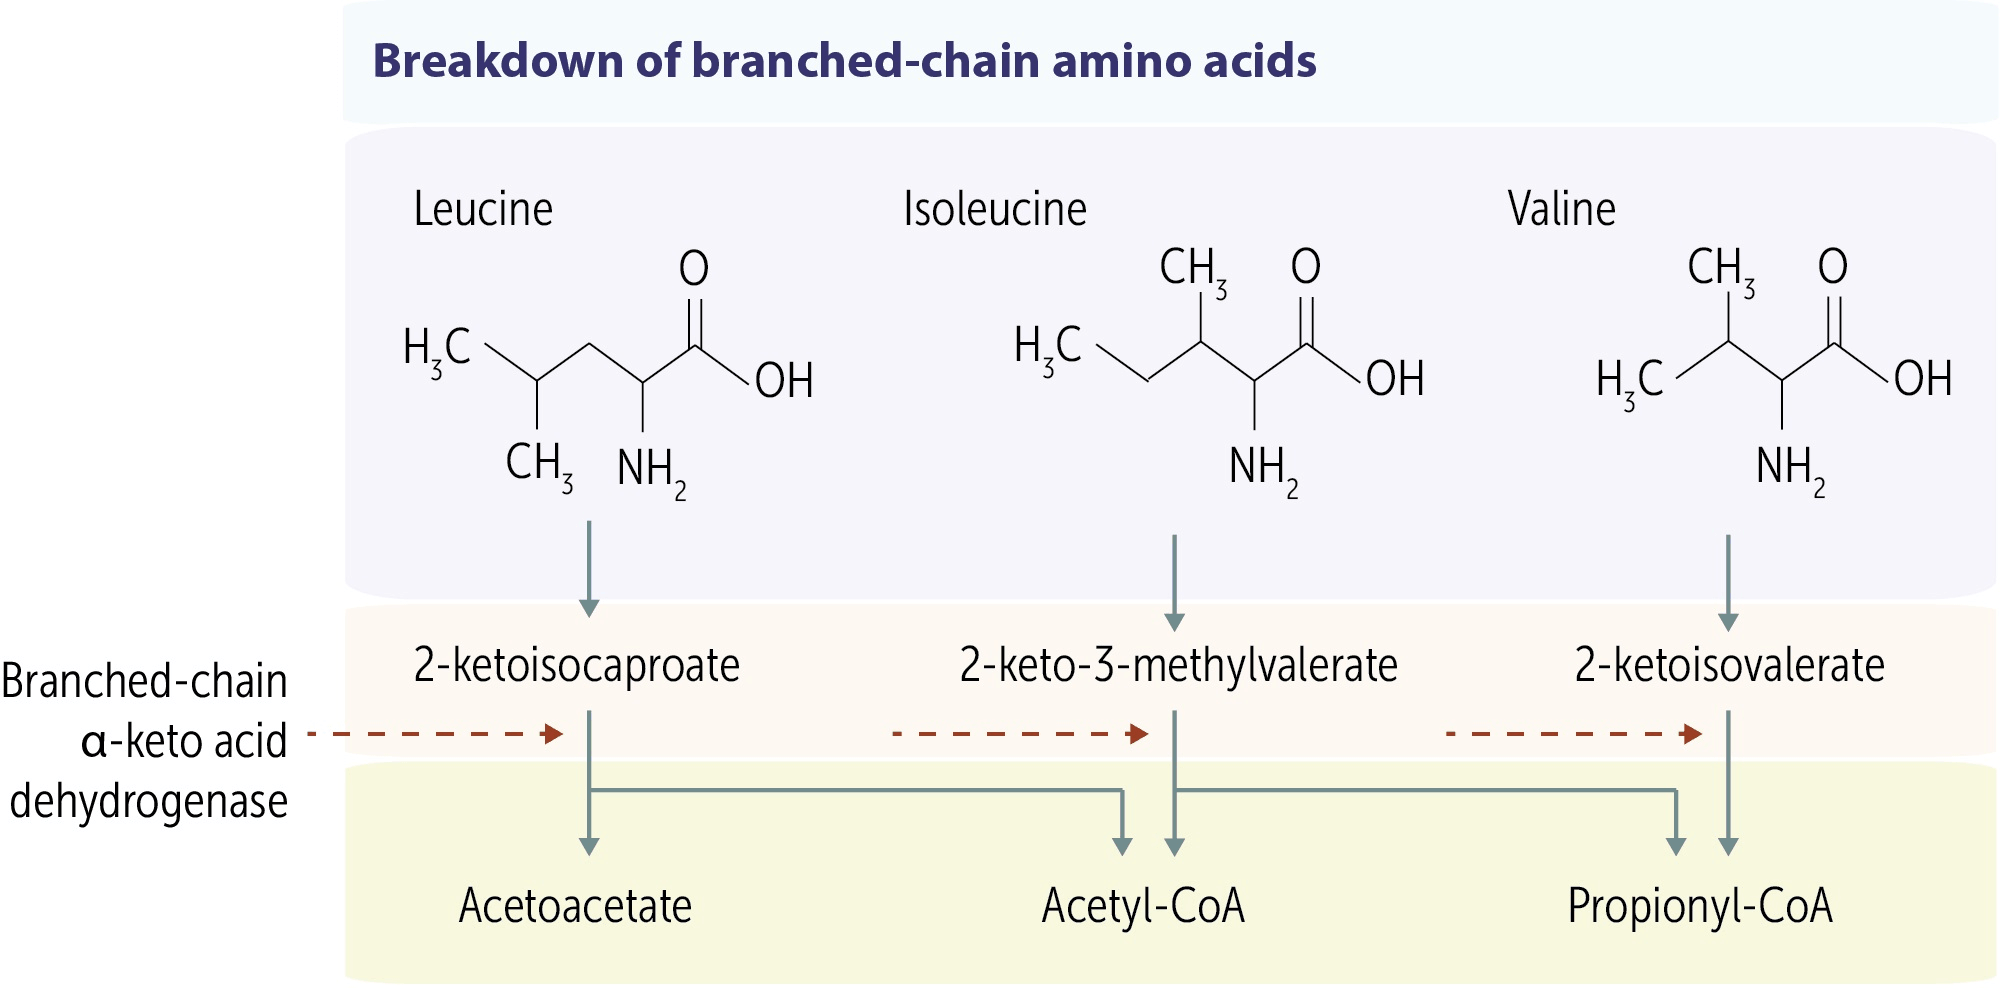 Breakdown of branched-chain amino acids
Leucine
Isoleucine
Valine
O
H₃C
OH
CH₃
NH₂
CH₃
O
H₃C
OH
NH₂
CH₃
O
H₃C
OH
NH₂
2-ketoisocaproate
2-keto-3-methylvalerate
2-ketoisovalerate
Branched-chain
α-keto acid
dehydrogenase
Acetoacetate
Acetyl-CoA
Propionyl-CoA